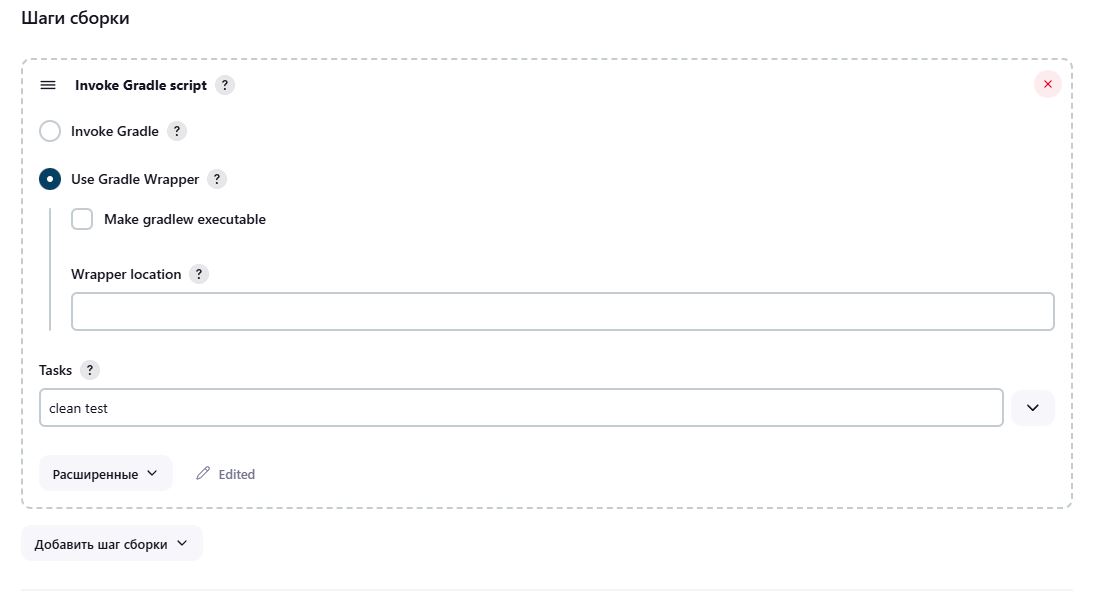 Шаги сборки
Invoke Gradle script ?
Invoke Gradle ?
Use Gradle Wrapper ?
Make gradlew executable
Wrapper location ?
Tasks ?
clean test
Расширенные Edited
Добавить шаг сборки